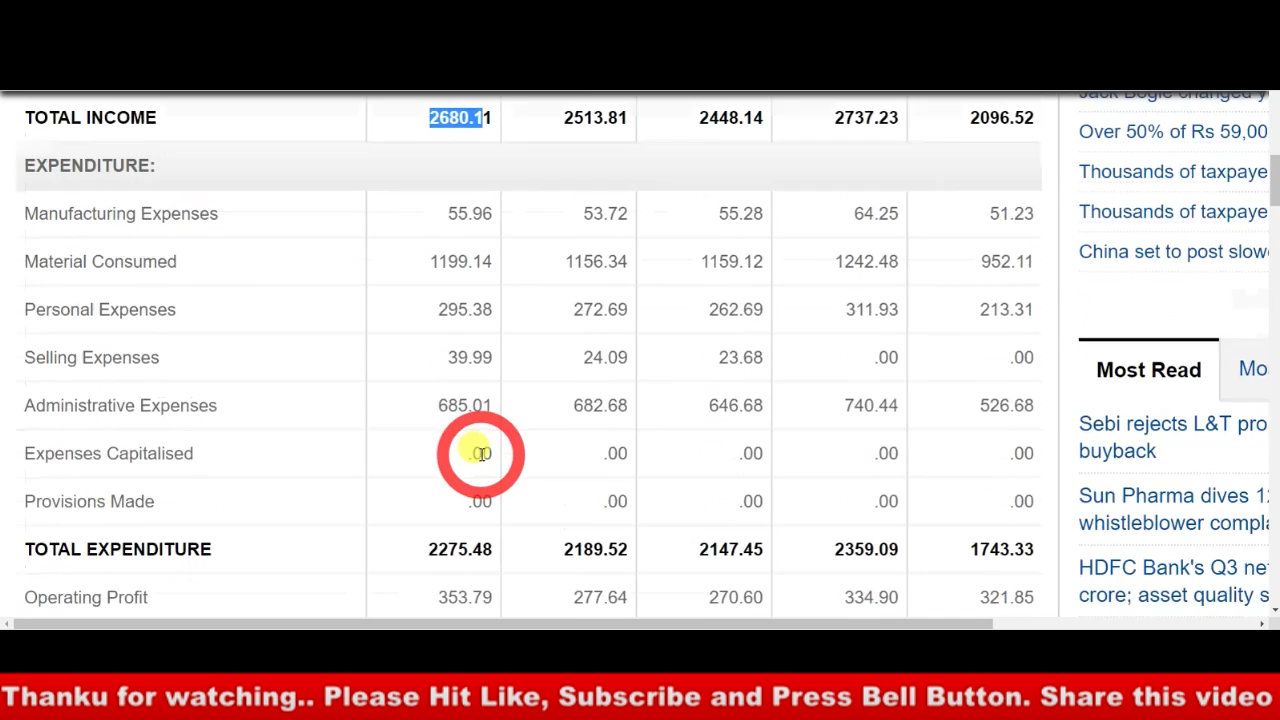 TOTAL INCOME 2680.11 2513.81 2448.14 2737.23 2096.52
EXPENDITURE:
Manufacturing Expenses 55.96 53.72 55.28 64.25 51.23
Material Consumed 1199.14 1156.34 1159.12 1242.48 952.11
Personal Expenses 295.38 272.69 262.69 311.93 213.31
Selling Expenses 39.99 24.09 23.68 .00 .00
Administrative Expenses 685.01 682.68 646.68 740.44 526.68
Expenses Capitalised .00 .00 .00 .00 .00
Provisions Made .00 .00 .00 .00 .00
TOTAL EXPENDITURE 2275.48 2189.52 2147.45 2359.09 1743.33
Operating Profit 353.79 277.64 270.60 334.90 321.85
Jack Bogle changed
Over 50% of Rs 59,00
Thousands of taxpaye
Thousands of taxpaye
China set to post slow
Most Read Mo
Sebi rejects L&T pro
buyback
Sun Pharma dives 12
whistleblower compl
HDFC Bank's Q3 net
crore; asset quality s
Thanku for watching.. Please Hit Like, Subscribe and Press Bell Button. Share this video